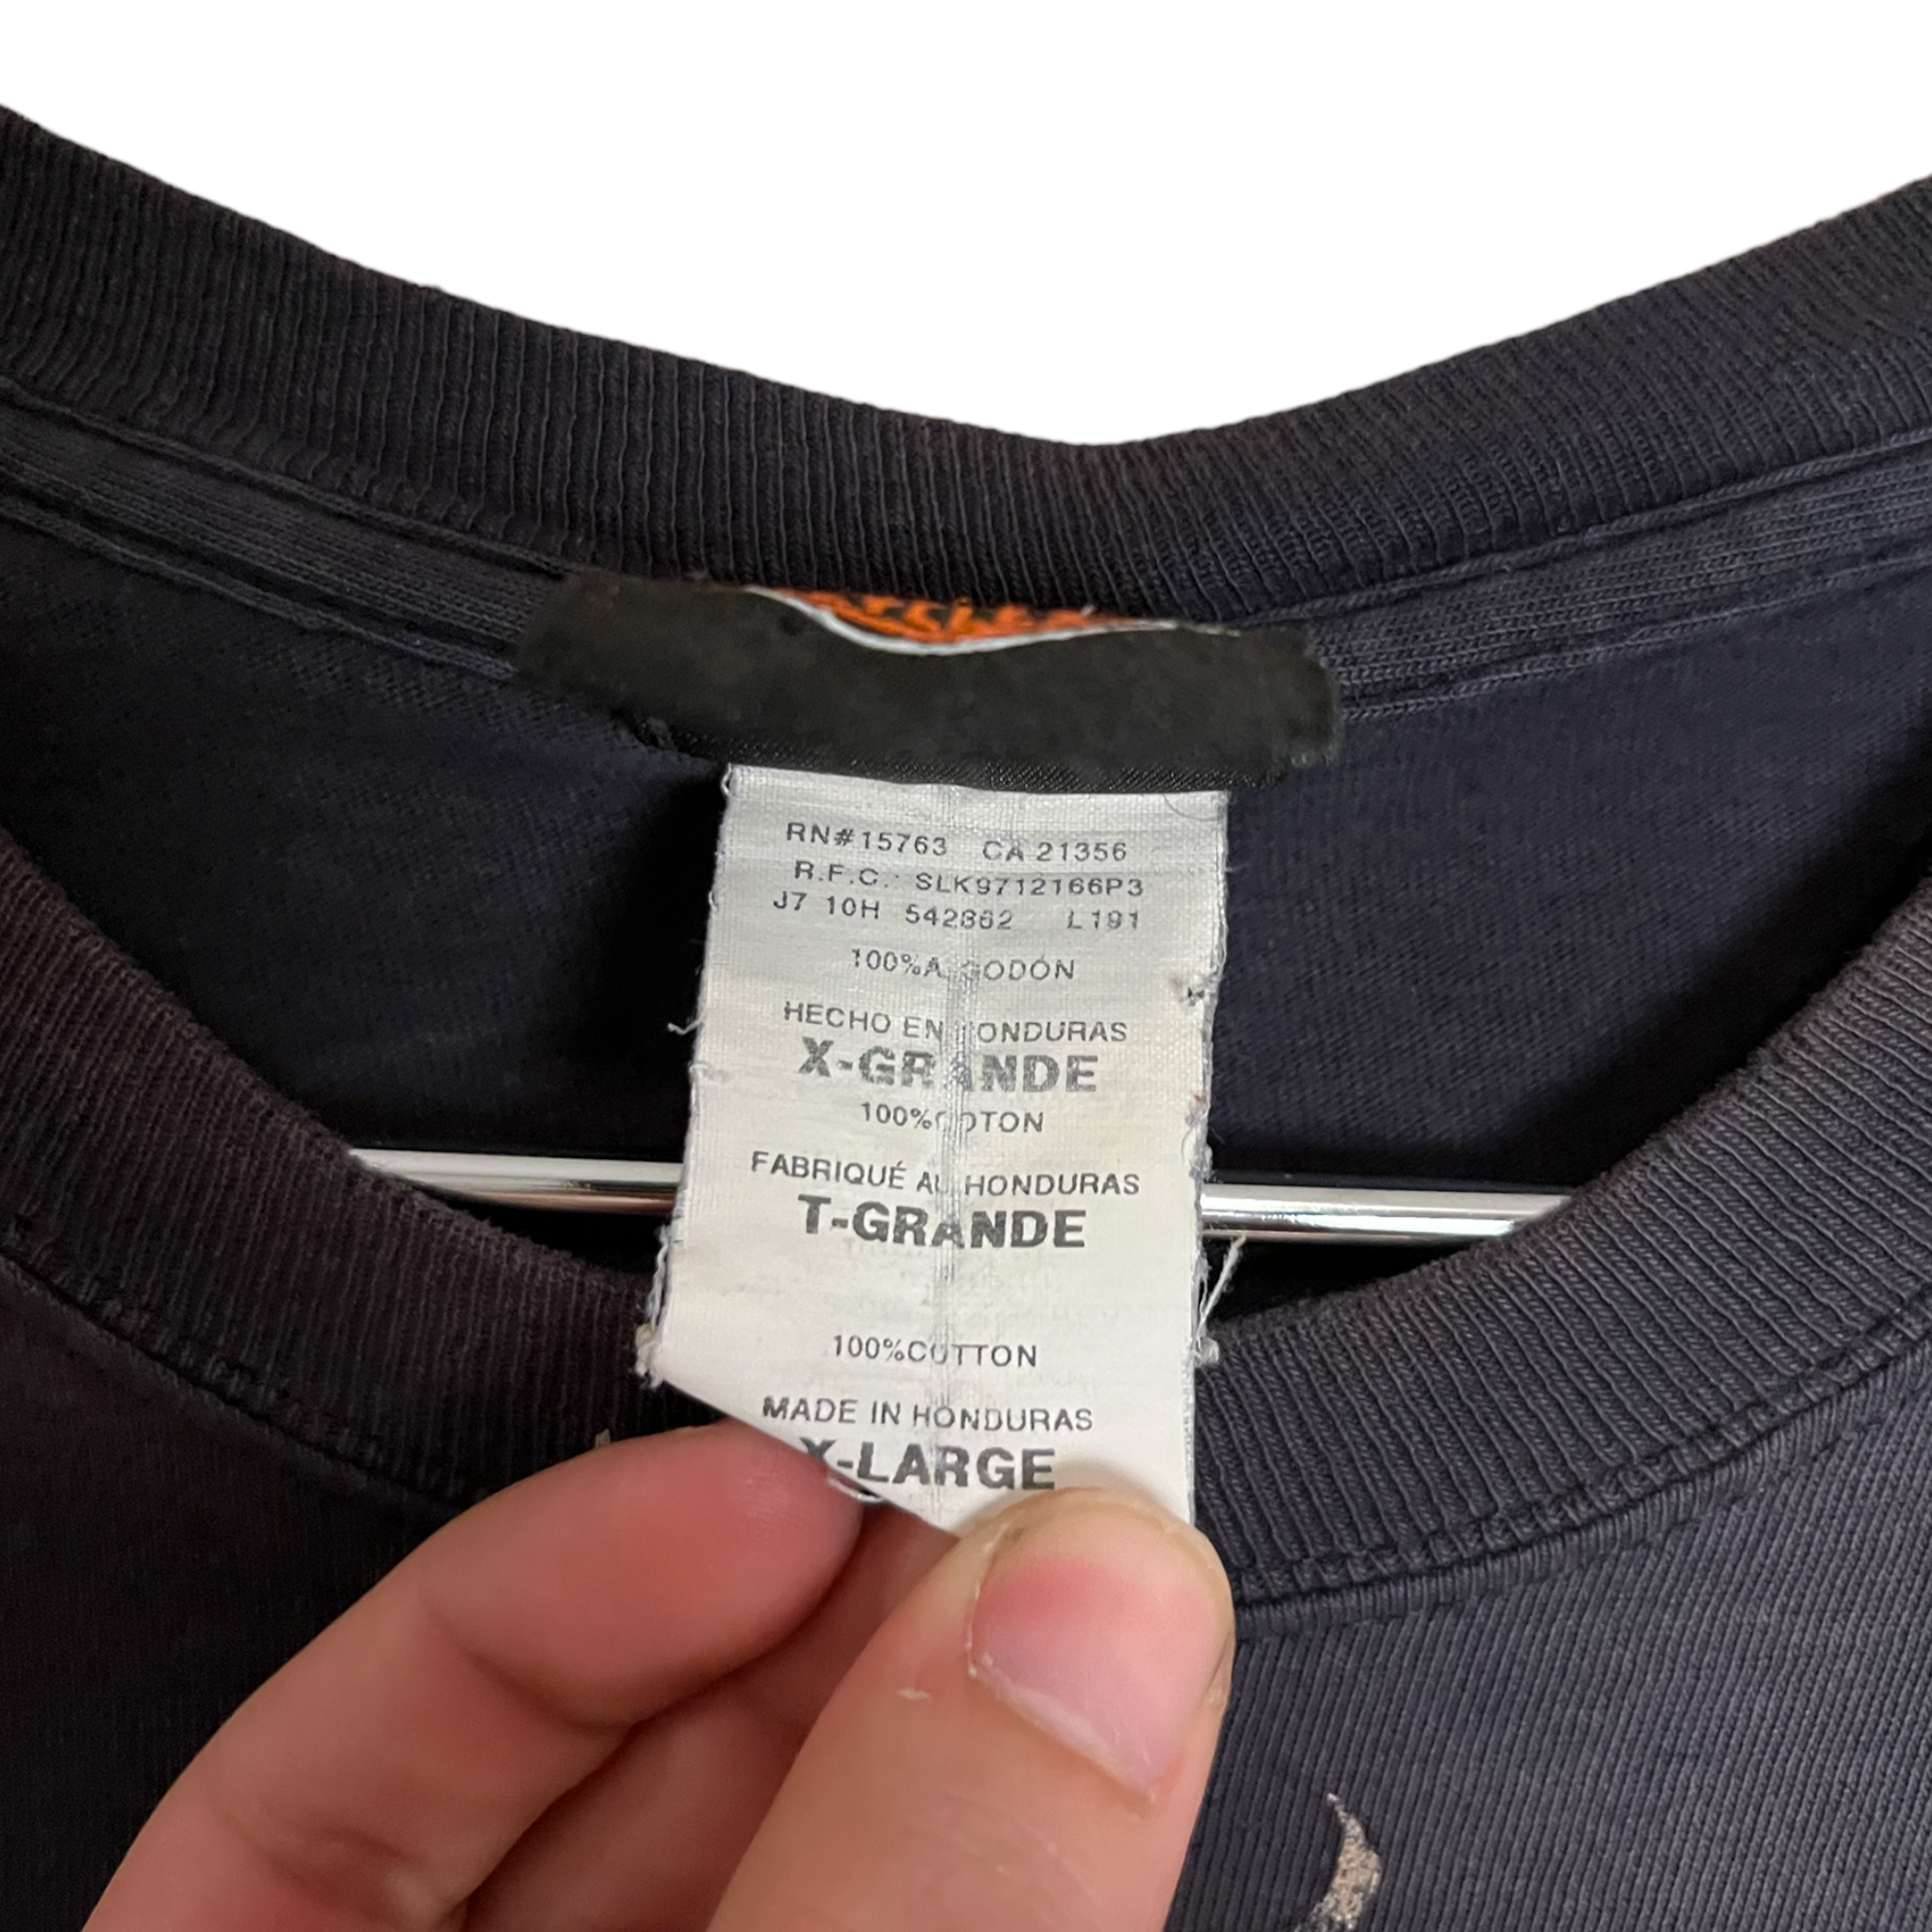 RN#15763 CA 21356
R.F.C.: SLK9712166P3
J7 10H 542862 L191
100%ALGODÓN
HECHO EN HONDURAS
X-GRANDE
100%COTON
FABRIQUÉ AU HONDURAS
T-GRANDE
100%COTTON
MADE IN HONDURAS
X-LARGE